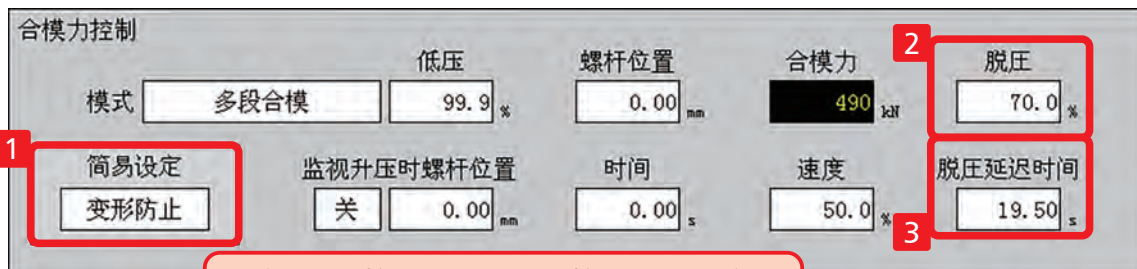 合模力控制
低压 螺杆位置 合模力 2 脱压
模式 多段合模 99.9 % 0.00 mm 490 kN 70.0 %
1
简易设定 监视升压时螺杆位置 时间 速度 脱压延迟时间
变形防止 关 0.00 mm 0.00 s 50.0 % 3 19.50 s